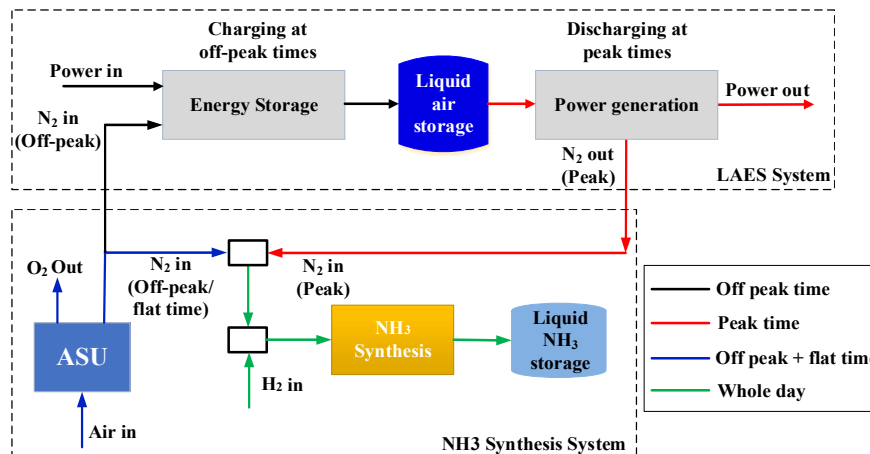 Charging at
off-peak times
Discharging at
peak times
Power in
Energy Storage
Liquid
air
storage
Power generation
Power out
N₂ in
(Off-peak)
N₂ out
(Peak)
LAES System
O₂ Out
N₂ in
(Off-peak/
flat time)
N₂ in
(Peak)
ASU
NH₃
Synthesis
Liquid
NH₃
storage
H₂ in
Air in
NH3 Synthesis System
Off peak time
Peak time
Off peak + flat time
Whole day